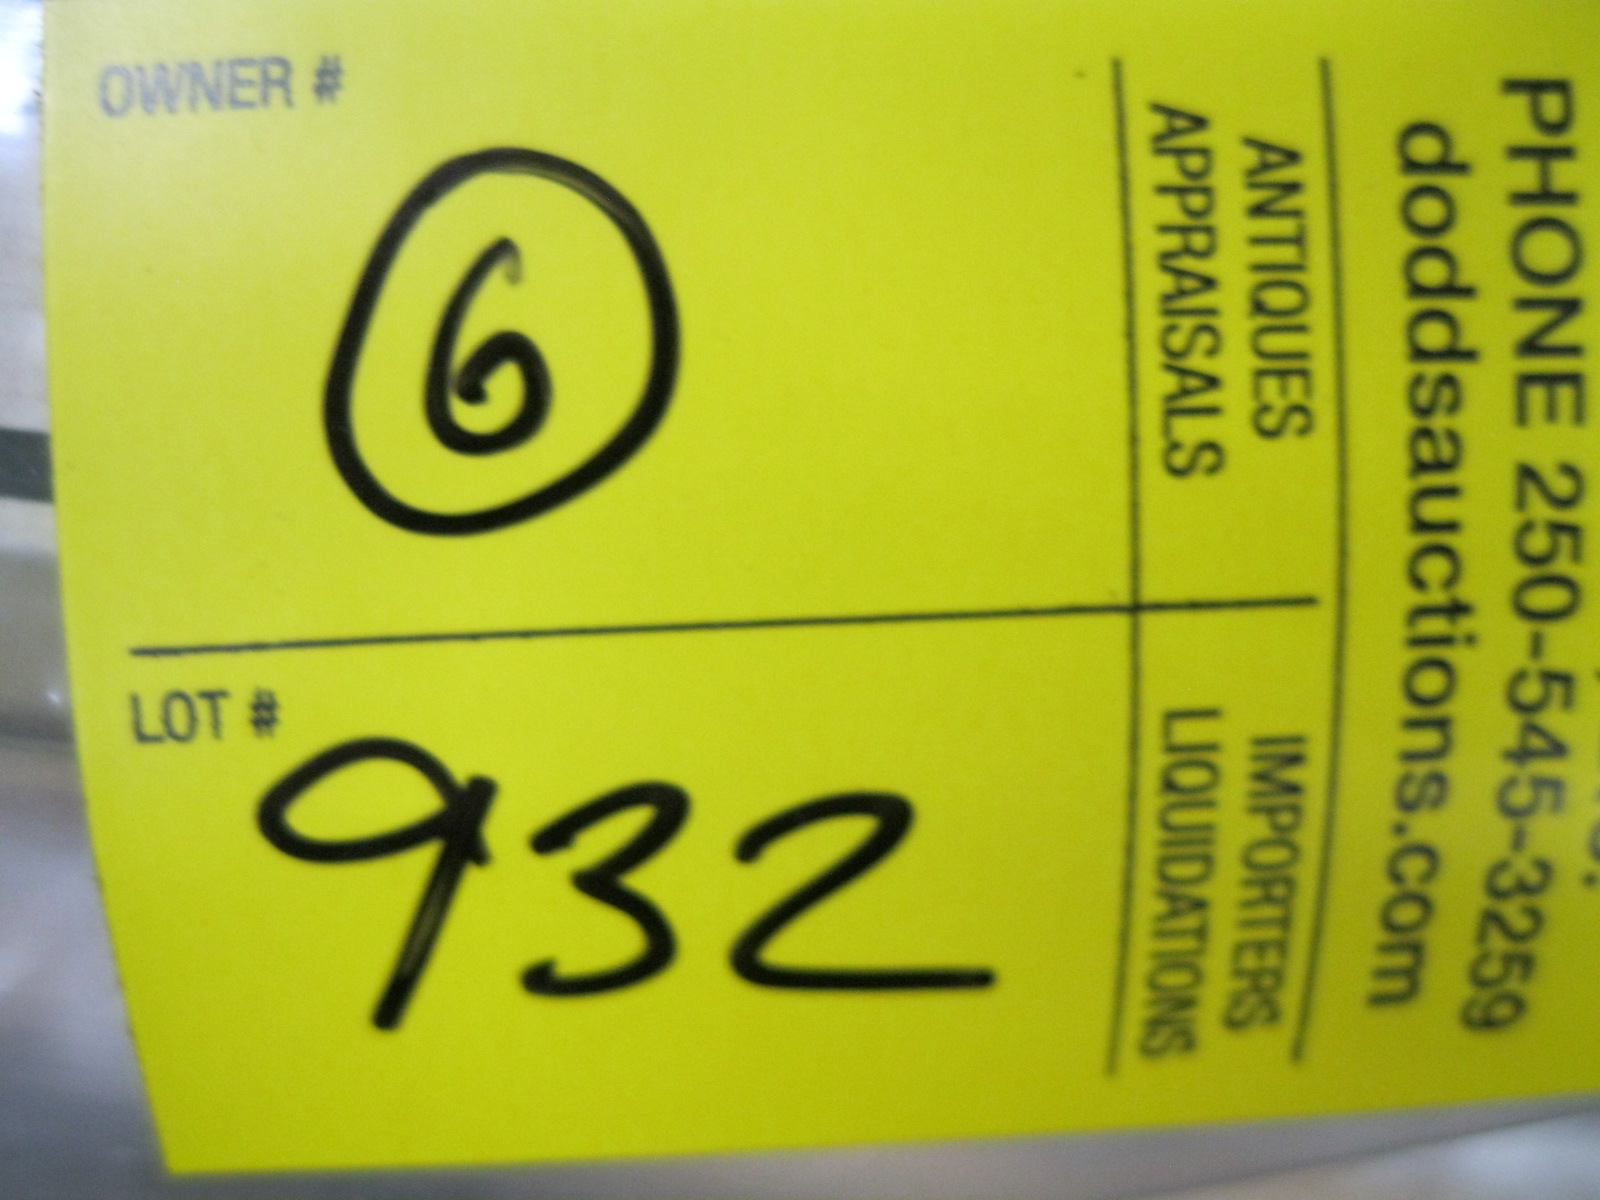 OWNER #
6
LOT #
932
PHONE 250-545-3259
doddsauctions.com
ANTIQUES IMPORTERS
APPRAISALS LIQUIDATIONS